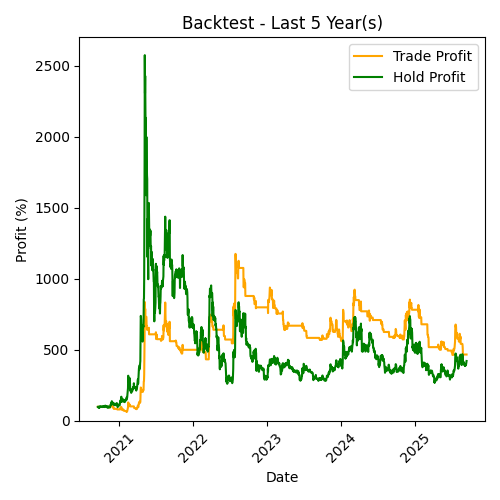 Backtest - Last 5 Year(s)
Trade Profit
Hold Profit
Profit (%)
2500
2000
1500
1000
500
0
2021
2022
2023
2024
2025
Date